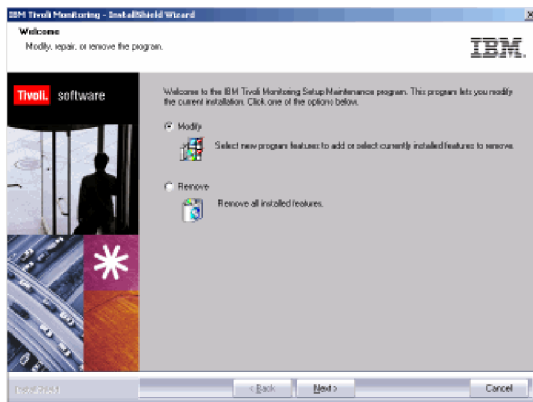 IBM Tivoli Monitoring - InstallShield Wizard
Welcome
Modify, repair, or remove the program.
IBM.
Tivoli. software
Welcome to the IBM Tivoli Monitoring Setup Maintenance program. This program lets you modify
the current installation. Click one of the options below.
Modify
Select new program features to add or select currently installed features to remove.
Remove
Remove all installed features.
InstallShield
< Back
Next >
Cancel